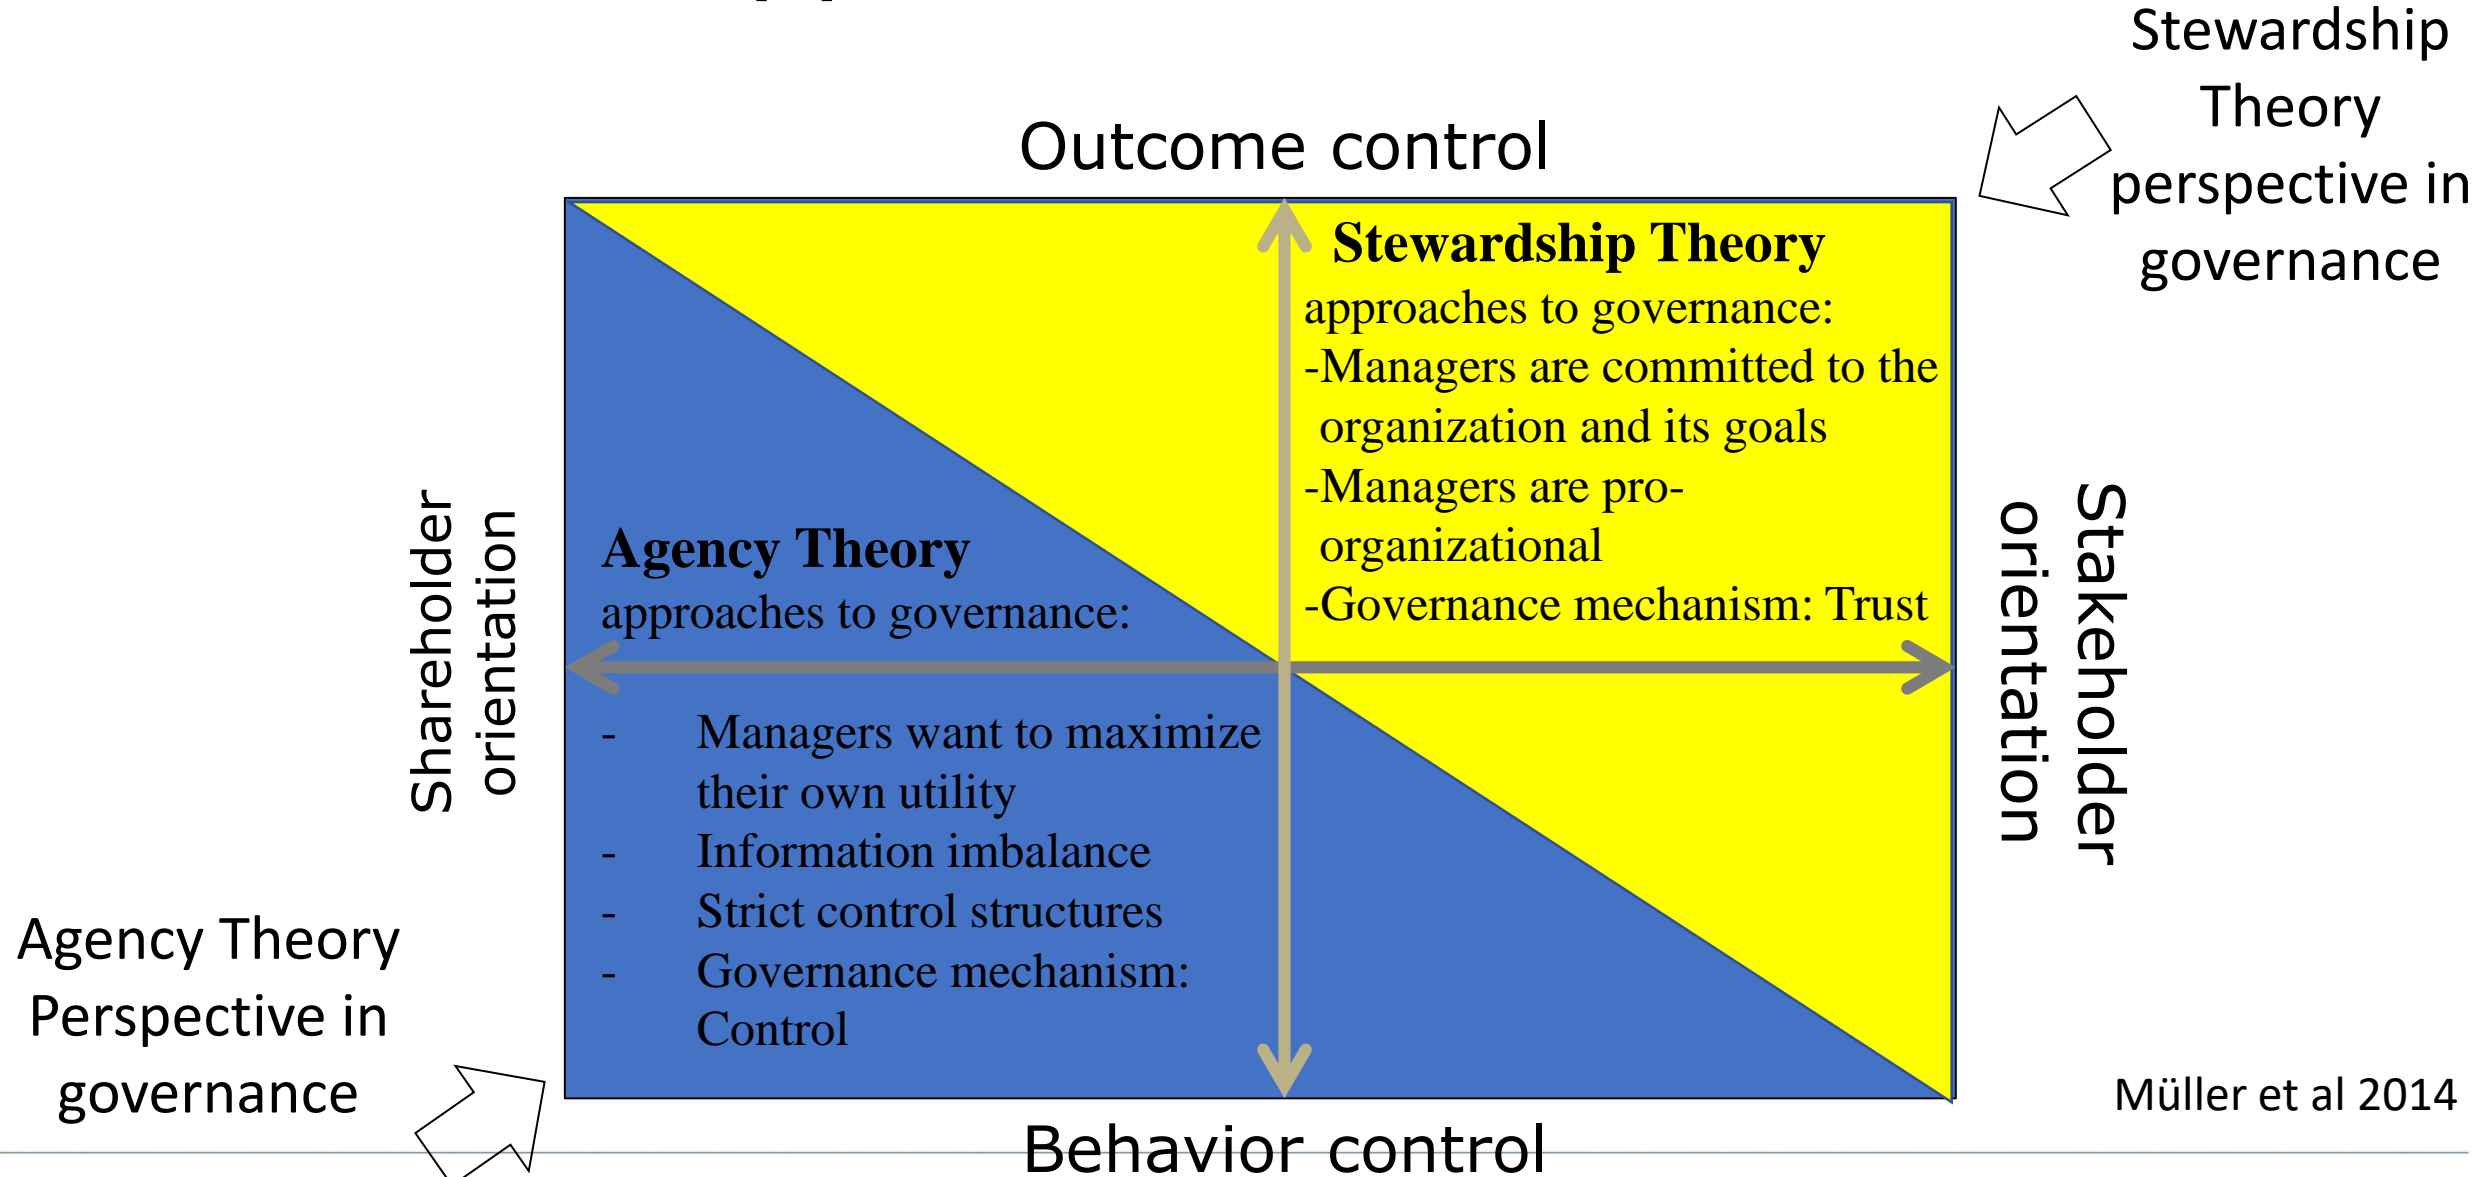 Stewardship
Theory
perspective in
governance
Outcome control
Stewardship Theory
approaches to governance:
-Managers are committed to the
organization and its goals
-Managers are pro-
organizational
-Governance mechanism: Trust
Shareholder
orientation
Agency Theory
approaches to governance:
- Managers want to maximize
their own utility
- Information imbalance
- Strict control structures
- Governance mechanism:
Control
Stakeholder
orientation
Agency Theory
Perspective in
governance
Müller et al 2014
Behavior control